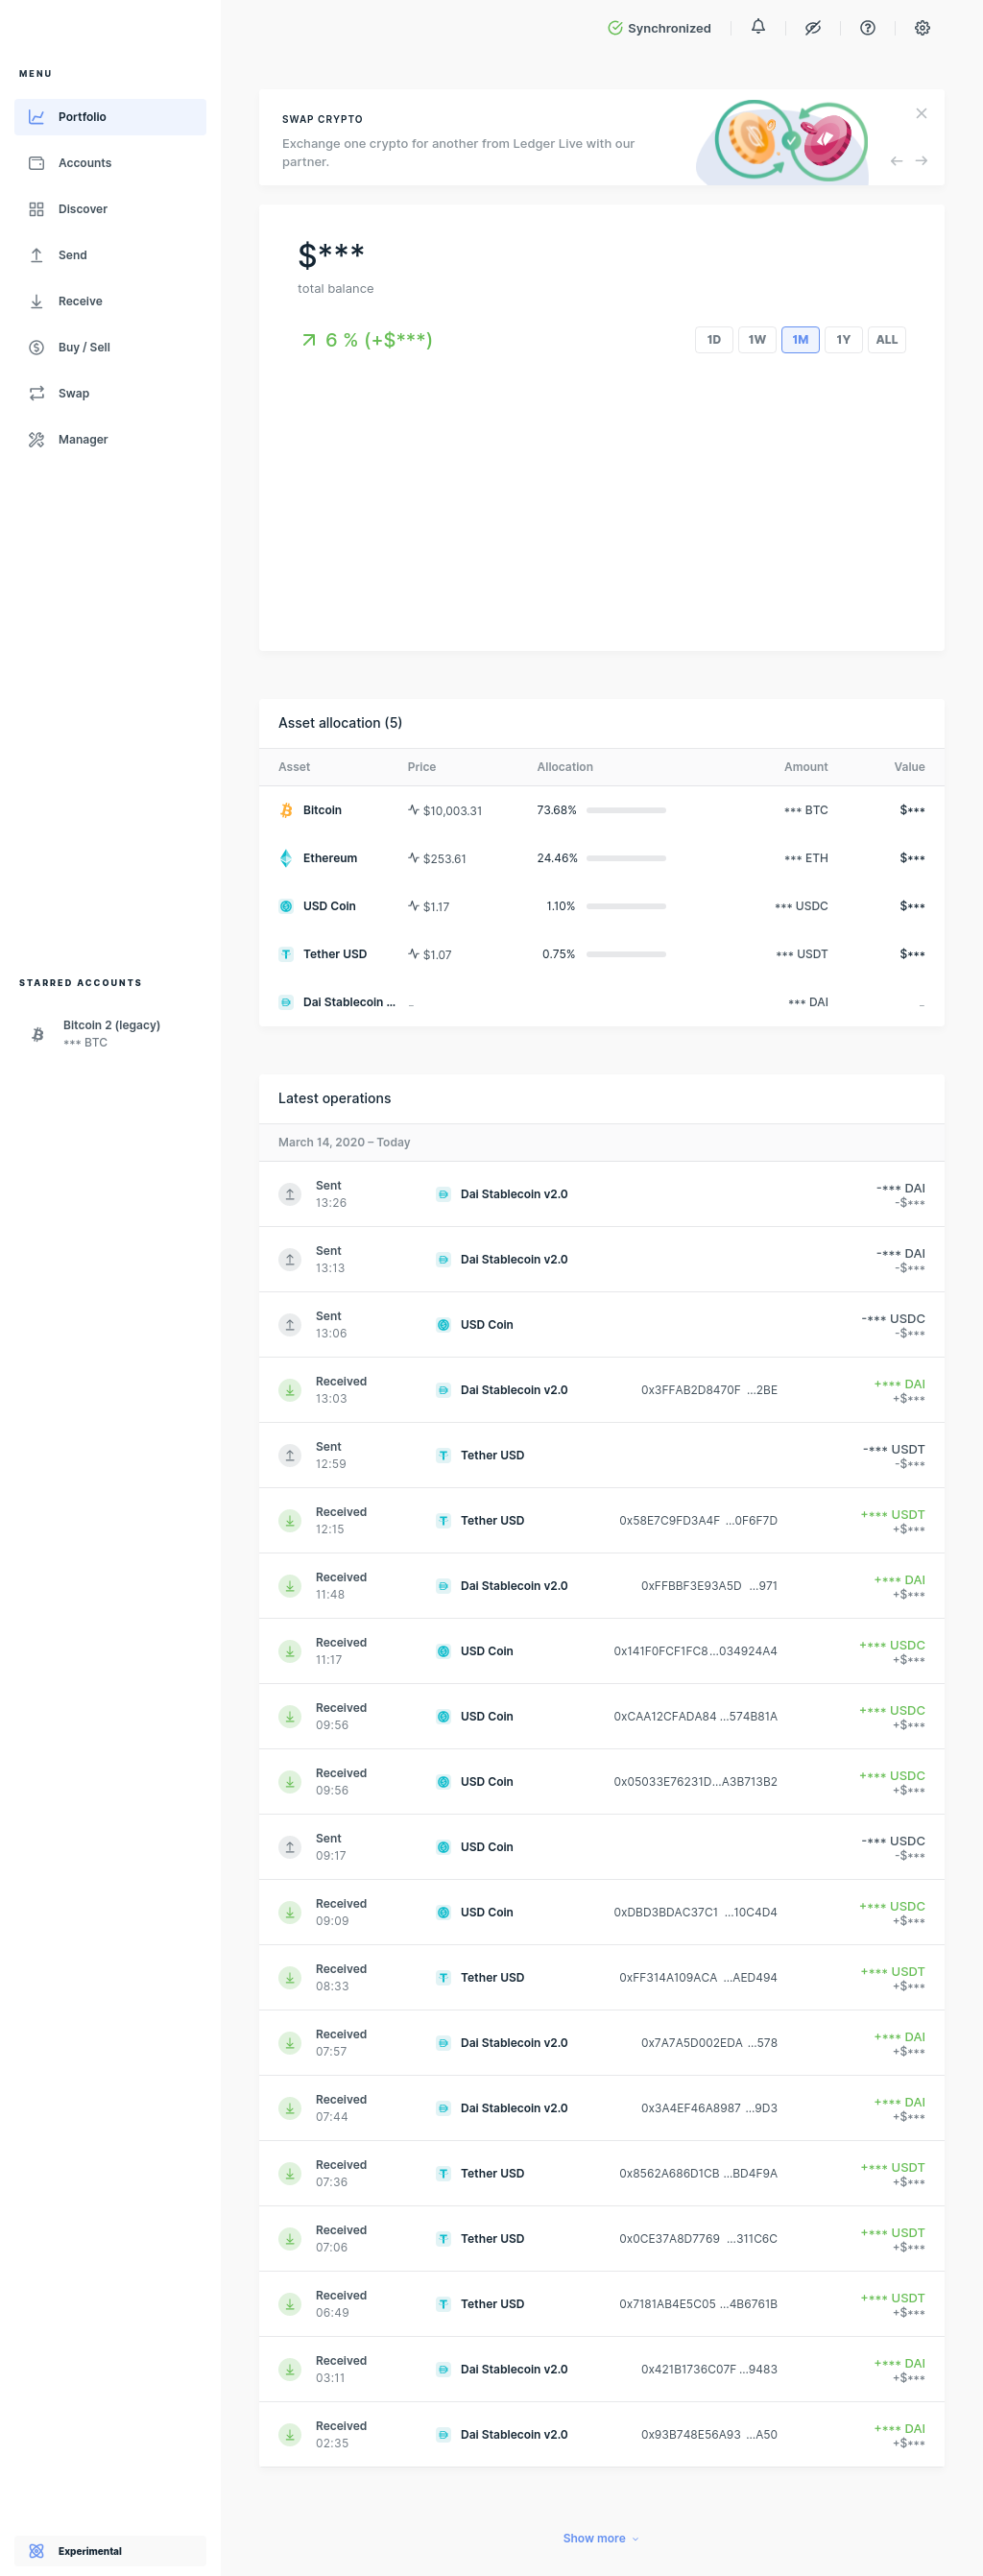 Synchronized
MENU
Portfolio
Accounts
Discover
Send
Receive
Buy / Sell
Swap
Manager
STARRED ACCOUNTS
Bitcoin 2 (legacy)
*** BTC
Experimental
SWAP CRYPTO
Exchange one crypto for another from Ledger Live with our
partner.
$***
total balance
6 % (+$***)
1D 1W 1M 1Y ALL
Asset allocation (5)
Asset Price Allocation Amount Value
Bitcoin $10,003.31 73.68% *** BTC $***
Ethereum $253.61 24.46% *** ETH $***
USD Coin $1.17 1.10% *** USDC $***
Tether USD $1.07 0.75% *** USDT $***
Dai Stablecoin ... – *** DAI –
Latest operations
March 14, 2020 – Today
Sent
13:26
Dai Stablecoin v2.0
-*** DAI
-$***
Sent
13:13
Dai Stablecoin v2.0
-*** DAI
-$***
Sent
13:06
USD Coin
-*** USDC
-$***
Received
13:03
Dai Stablecoin v2.0
0x3FFAB2D8470F ...2BE
+*** DAI
+$***
Sent
12:59
Tether USD
-*** USDT
-$***
Received
12:15
Tether USD
0x58E7C9FD3A4F ...0F6F7D
+*** USDT
+$***
Received
11:48
Dai Stablecoin v2.0
0xFFBBF3E93A5D ...971
+*** DAI
+$***
Received
11:17
USD Coin
0x141F0FCF1FC8...034924A4
+*** USDC
+$***
Received
09:56
USD Coin
0xCAA12CFADA84 ...574B81A
+*** USDC
+$***
Received
09:56
USD Coin
0x05033E76231D...A3B713B2
+*** USDC
+$***
Sent
09:17
USD Coin
-*** USDC
-$***
Received
09:09
USD Coin
0xDBD3BDAC37C1 ...10C4D4
+*** USDC
+$***
Received
08:33
Tether USD
0xFF314A109ACA ...AED494
+*** USDT
+$***
Received
07:57
Dai Stablecoin v2.0
0x7A7A5D002EDA ...578
+*** DAI
+$***
Received
07:44
Dai Stablecoin v2.0
0x3A4EF46A8987 ...9D3
+*** DAI
+$***
Received
07:36
Tether USD
0x8562A686D1CB ...BD4F9A
+*** USDT
+$***
Received
07:06
Tether USD
0x0CE37A8D7769 ...311C6C
+*** USDT
+$***
Received
06:49
Tether USD
0x7181AB4E5C05 ...4B6761B
+*** USDT
+$***
Received
03:11
Dai Stablecoin v2.0
0x421B1736C07F ...9483
+*** DAI
+$***
Received
02:35
Dai Stablecoin v2.0
0x93B748E56A93 ...A50
+*** DAI
+$***
Show more